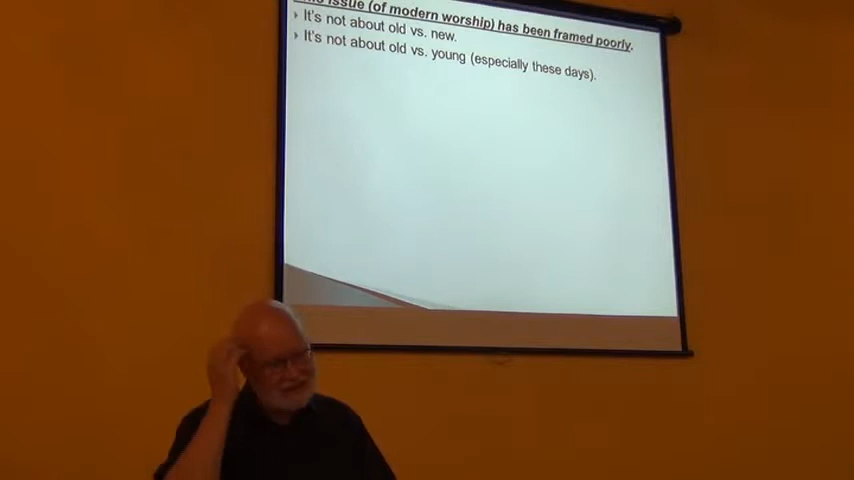 issue (of modern worship) has been framed poorly.
It's not about old vs. new.
It's not about old vs. young (especially these days).